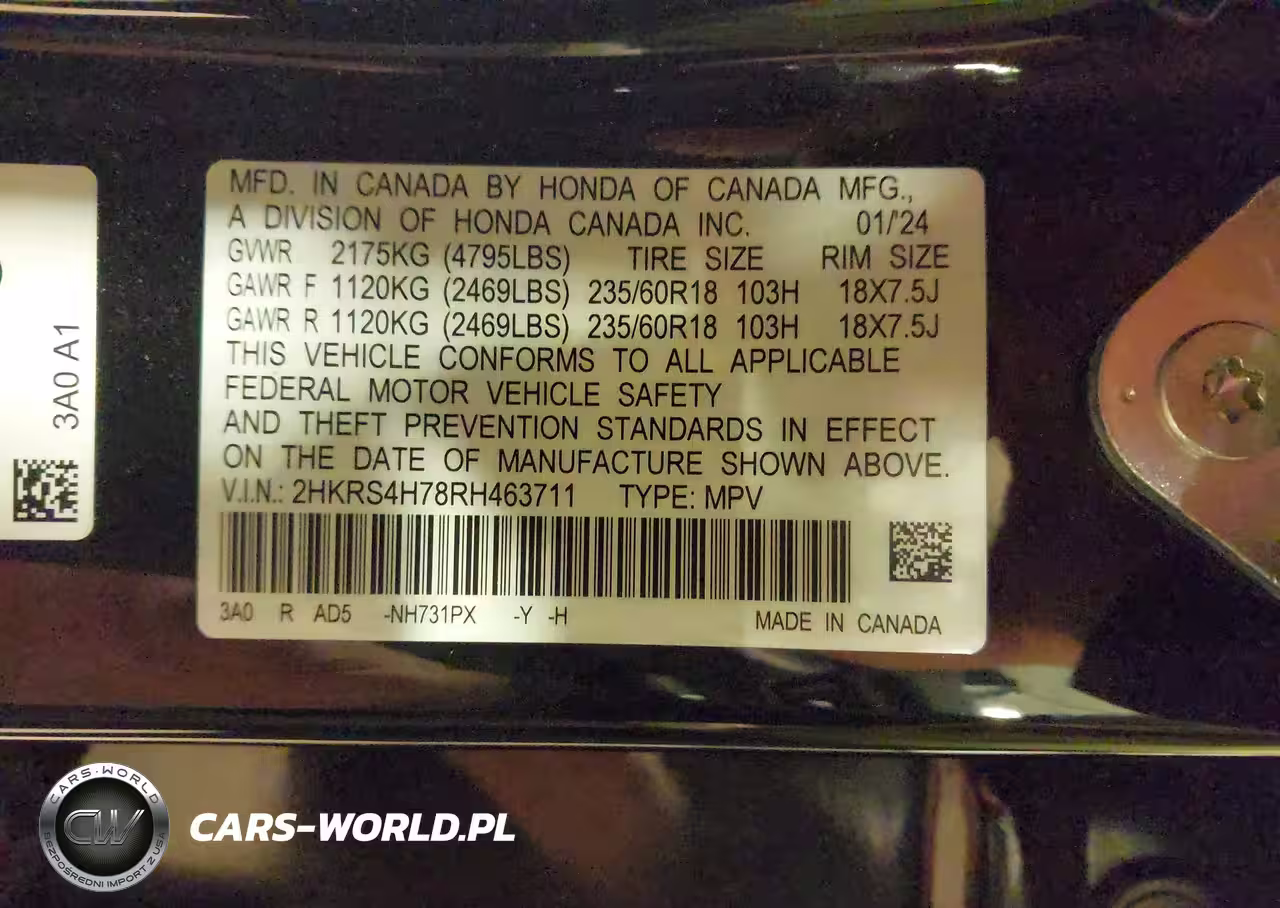 MFD. IN CANADA BY HONDA OF CANADA MFG.,
A DIVISION OF HONDA CANADA INC. 01/'24
GVWR 2175KG (4795LBS) TIRE SIZE RIM SIZE
GAWR F 1120KG (2469LBS) 235/60R18 103H 18X7.5J
GAWR R 1120KG (2469LBS) 235/60R18 103H 18X7.5J
THIS VEHICLE CONFORMS TO ALL APPLICABLE
FEDERAL MOTOR VEHICLE SAFETY
AND THEFT PREVENTION STANDARDS IN EFFECT
ON THE DATE OF MANUFACTURE SHOWN ABOVE.
V.I.N.: 2HKRS4H78RH463711 TYPE: MPV
3A0 R AD5 -NH731PX -Y -H MADE IN CANADA
3A0 A1
CARS-WORLD
CW
BEZPOŚREDNI IMPORT Z USA
CARS-WORLD.PL